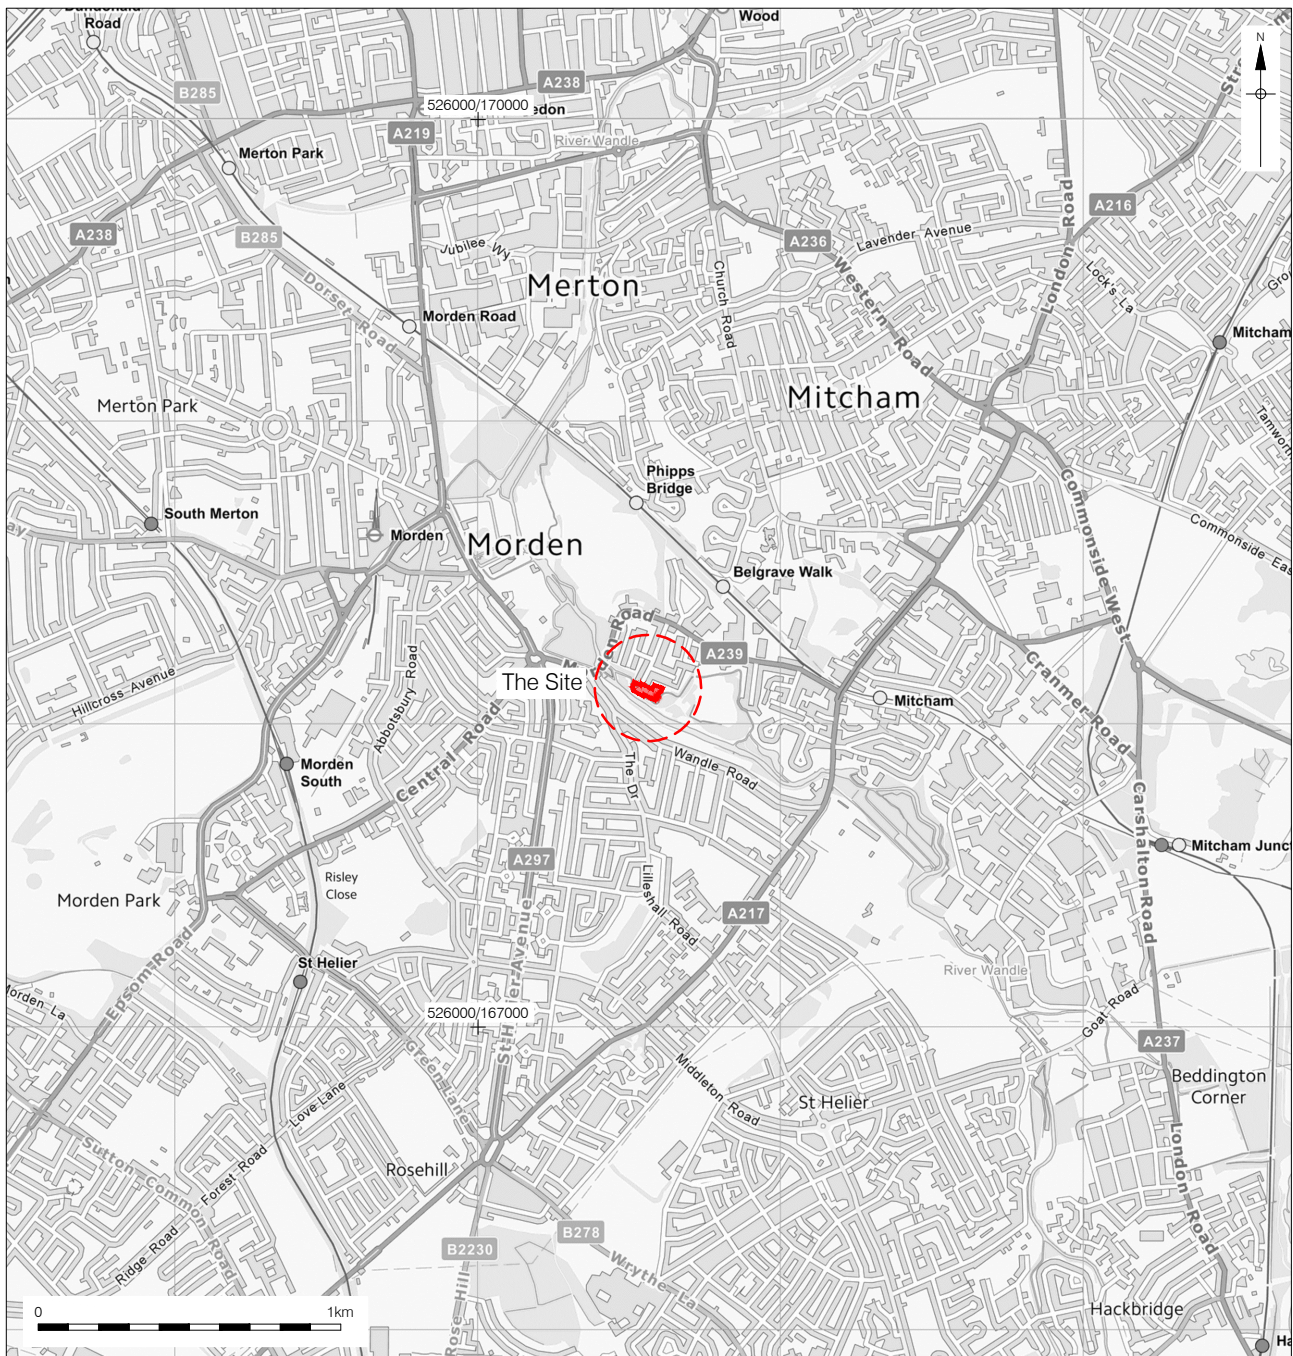 Road
Wood
N
B285
A238
526000/170000
edon
A219
River Wandle
Merton Park
A216
A238
B285
A236
Lavender Avenue
London Road
Jubilee Wy
Church Road
Western Road
Lock's La
Merton
Dorset Road
Morden Road
Mitcham
Mitcham
Merton Park
Phipps
Bridge
South Merton
Morden
Morden
Commonside West
Belgrave Walk
A239
The Site
Hillcross Avenue
Abbotsbury Road
Central Road
Mitcham
Cranmer Road
Morden
South
Wandle Road
The Dr
Carshalton Road
Mitcham Junct
A297
Risley
Close
Morden Park
Lilleshall Road
A217
St Helier
River Wandle
Epsom Road
Morden La
526000/167000
St Helier Avenue
Goat Road
A237
Green Lane
Love Lane
Middleton Road
St Helier
Beddington
Corner
Sutton Common Road
Forest Road
Ridge Road
Rosehill
London Road
B278
B2230
Wrythe La
Rose Hill
Hackbridge
0 1km